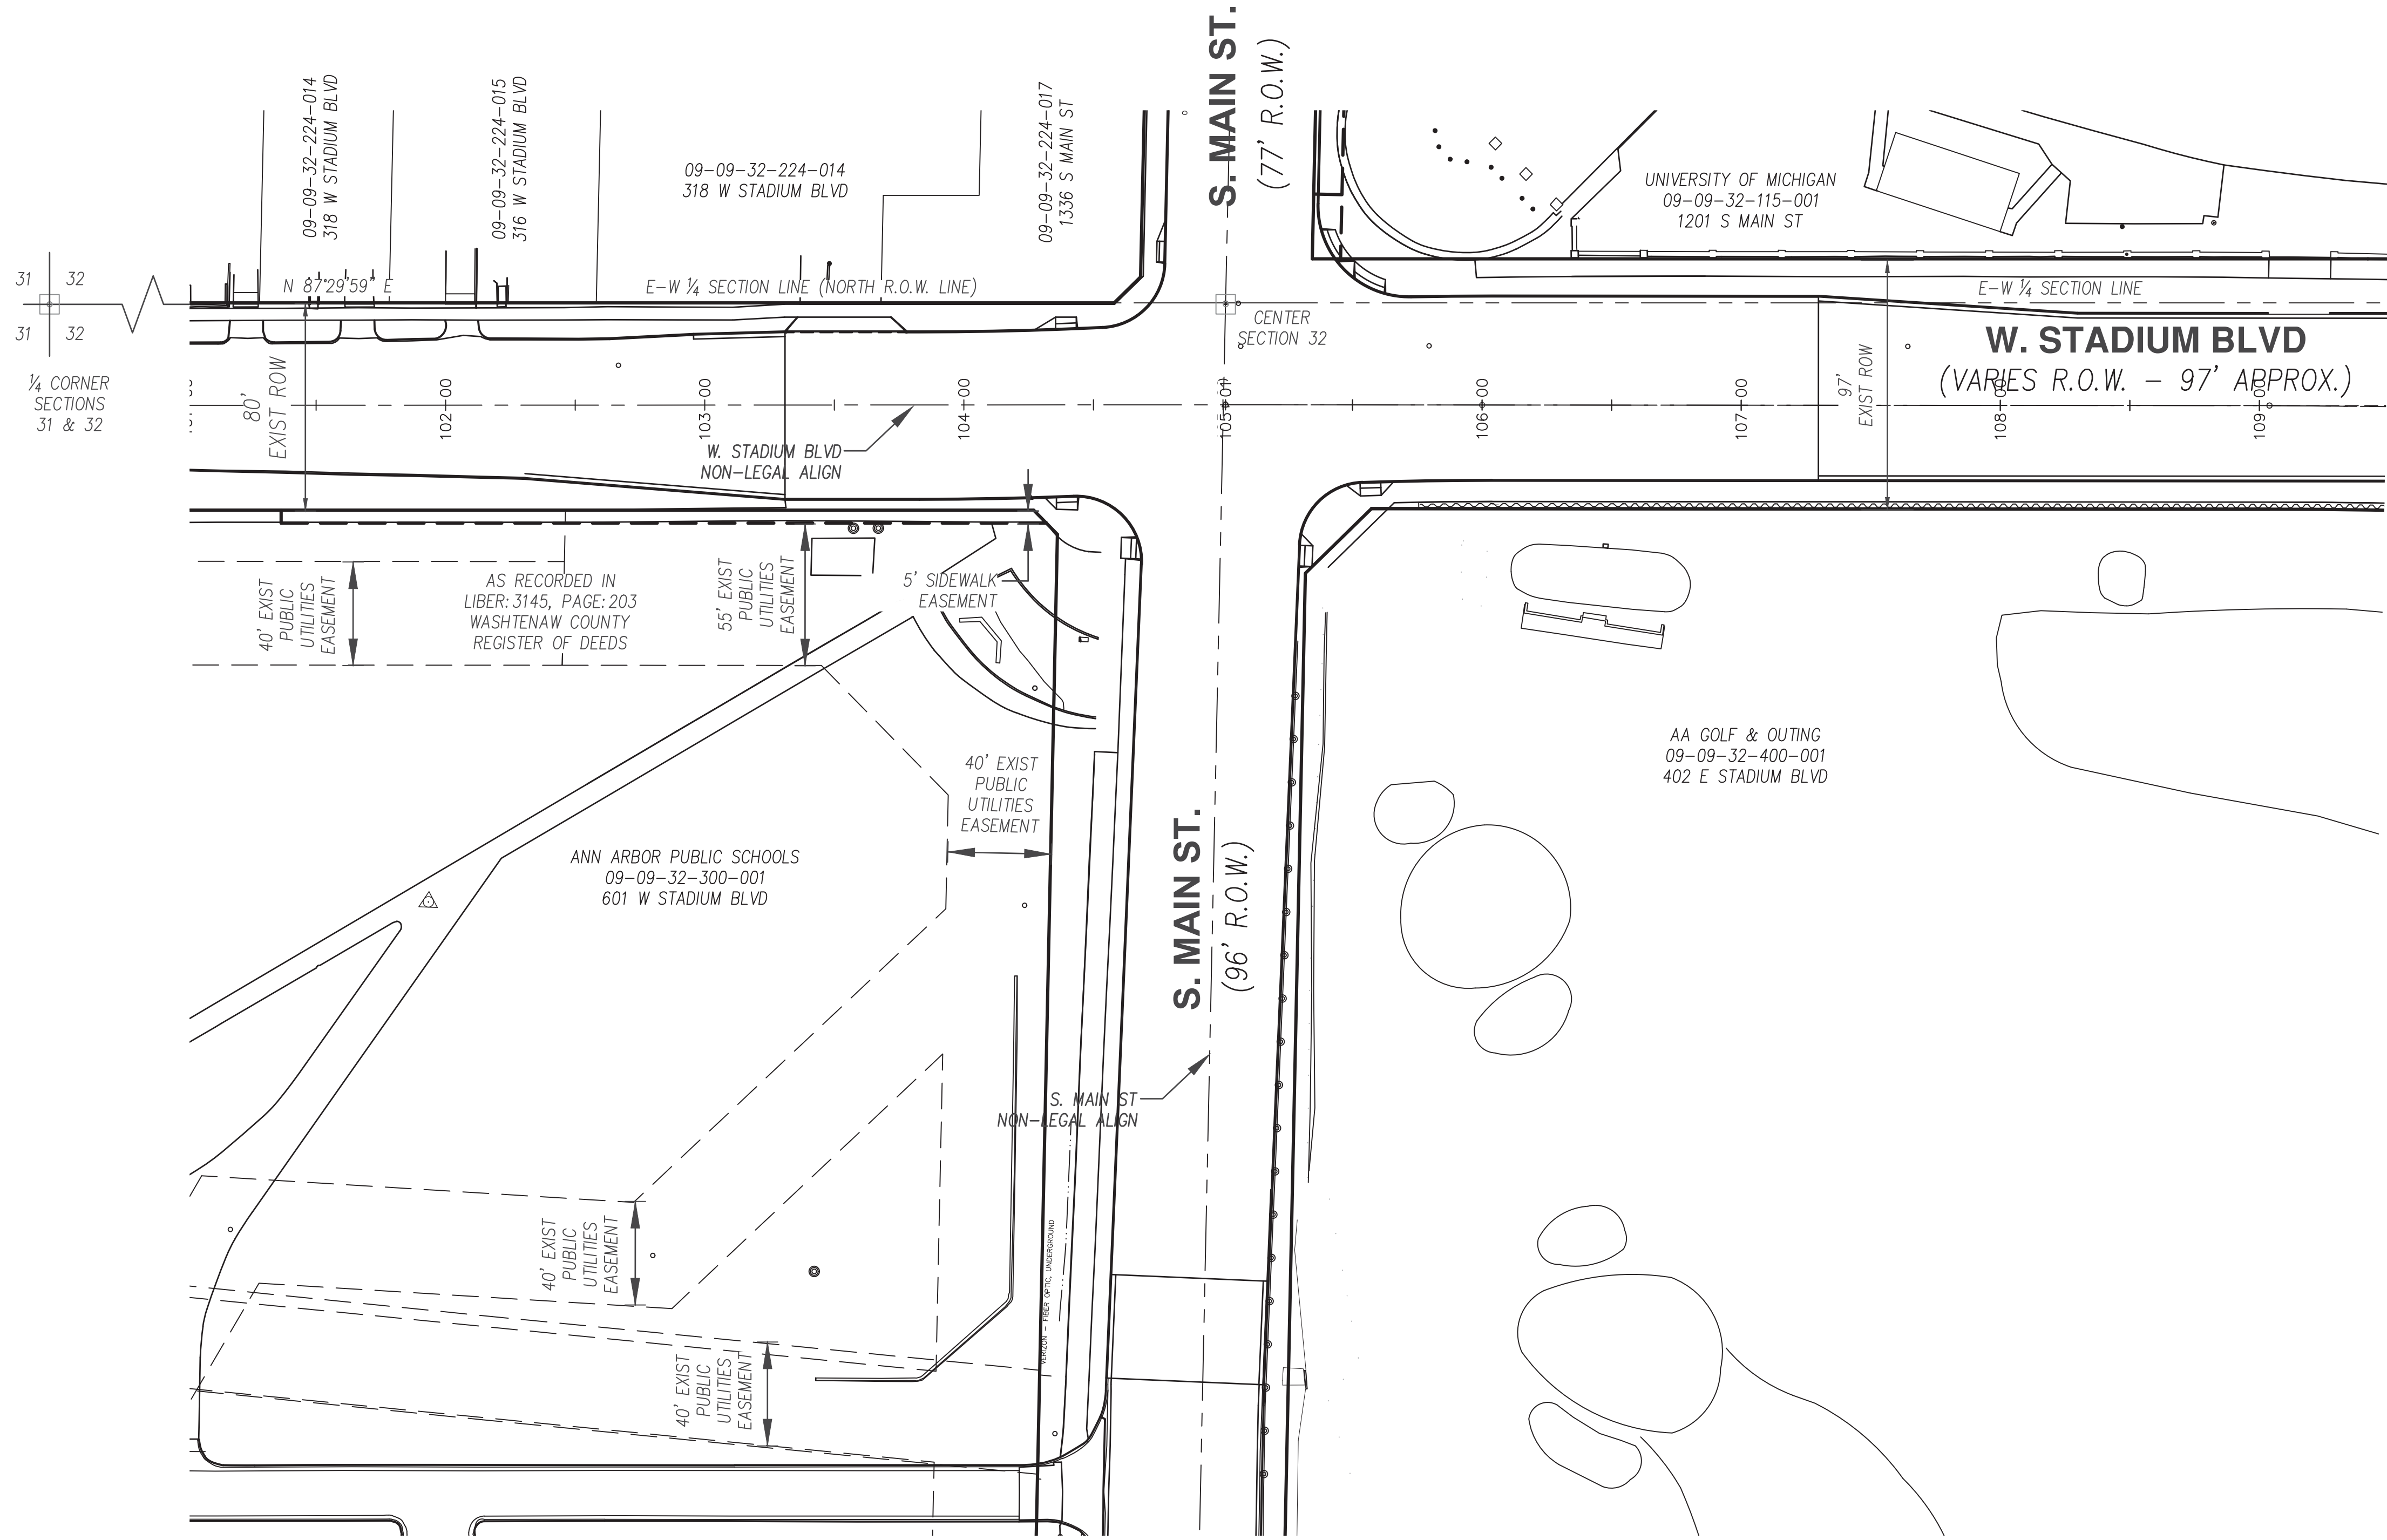 S. MAIN ST.
(77' R.O.W.)
09-09-32-224-014
318 W STADIUM BLVD
09-09-32-224-015
316 W STADIUM BLVD
09-09-32-224-014
318 W STADIUM BLVD
09-09-32-224-017
1336 S MAIN ST
UNIVERSITY OF MICHIGAN
09-09-32-115-001
1201 S MAIN ST
31 32
31 32
¼ CORNER
SECTIONS
31 & 32
N 87°29'59" E
E-W ¼ SECTION LINE (NORTH R.O.W. LINE)
CENTER
SECTION 32
E-W ¼ SECTION LINE
W. STADIUM BLVD
(VARIES R.O.W. - 97' APPROX.)
80'
EXIST ROW
97'
EXIST ROW
102+00
103+00
104+00
105+01
106+00
107+00
108+00
109+00
W. STADIUM BLVD
NON-LEGAL ALIGN
40' EXIST
PUBLIC
UTILITIES
EASEMENT
AS RECORDED IN
LIBER: 3145, PAGE: 203
WASHTENAW COUNTY
REGISTER OF DEEDS
55' EXIST
PUBLIC
UTILITIES
EASEMENT
5' SIDEWALK
EASEMENT
40' EXIST
PUBLIC
UTILITIES
EASEMENT
AA GOLF & OUTING
09-09-32-400-001
402 E STADIUM BLVD
ANN ARBOR PUBLIC SCHOOLS
09-09-32-300-001
601 W STADIUM BLVD
S. MAIN ST.
(96' R.O.W.)
S. MAIN ST
NON-LEGAL ALIGN
40' EXIST
PUBLIC
UTILITIES
EASEMENT
VERIZON - FIBER OPTIC, UNDERGROUND
40' EXIST
PUBLIC
UTILITIES
EASEMENT